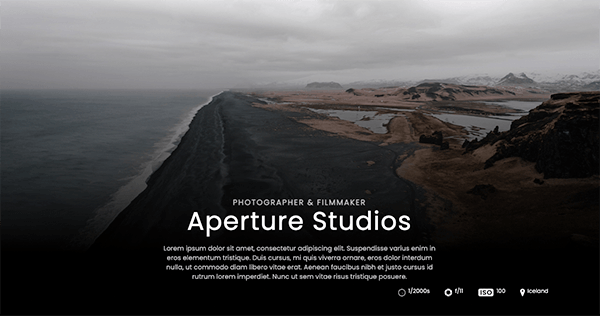 PHOTOGRAPHER & FILMMAKER
Aperture Studios
Lorem ipsum dolor sit amet, consectetur adipiscing elit. Suspendisse varius enim in
eros elementum tristique. Duis cursus, mi quis viverra ornare, eros dolor interdum
nulla, ut commodo diam libero vitae erat. Aenean faucibus nibh et justo cursus id
rutrum lorem imperdiet. Nunc ut sem vitae risus tristique posuere.
1/2000s f/11 ISO 100 Iceland